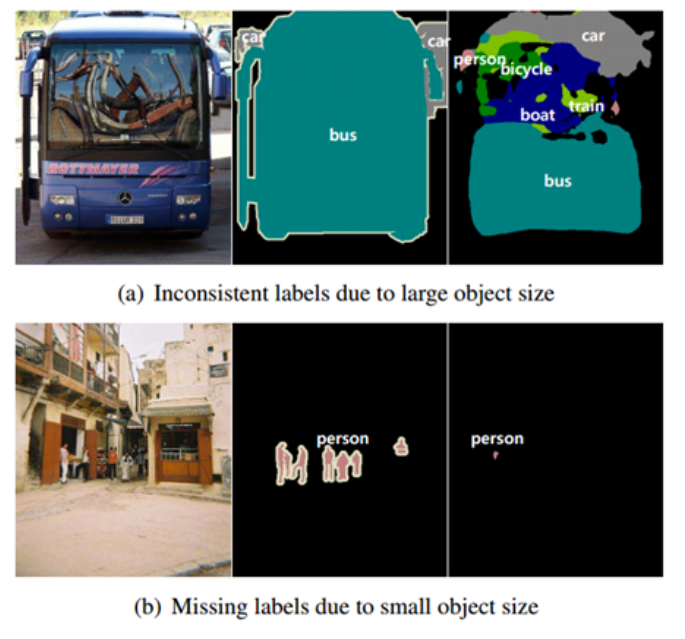 car
car
bus
car
person
bicycle
train
boat
bus
ROTTMAYER
(a) Inconsistent labels due to large object size
person
person
(b) Missing labels due to small object size